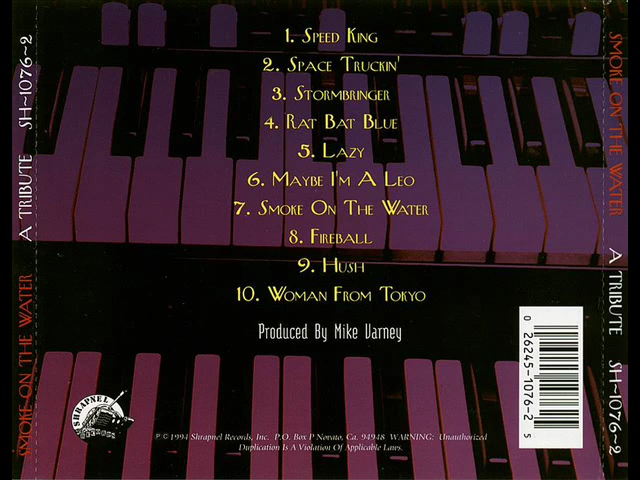 1. Speed King
2. Space Truckin'
3. Stormbringer
4. Rat Bat Blue
5. Lazy
6. Maybe I'm A Leo
7. Smoke On The Water
8. Fireball
9. Hush
10. Woman From Tokyo
Produced By Mike Varney
SMOKE ON THE WATER A TRIBUTE SH~1076~2
SMOKE ON THE WATER A TRIBUTE SH~1076~2
0 26245-1076-2 5
SHRAPNEL
RECORDS
℗ © 1994 Shrapnel Records, Inc. P.O. Box P Novato, Ca. 94948 WARNING: Unauthorized
Duplication Is A Violation Of Applicable Laws.